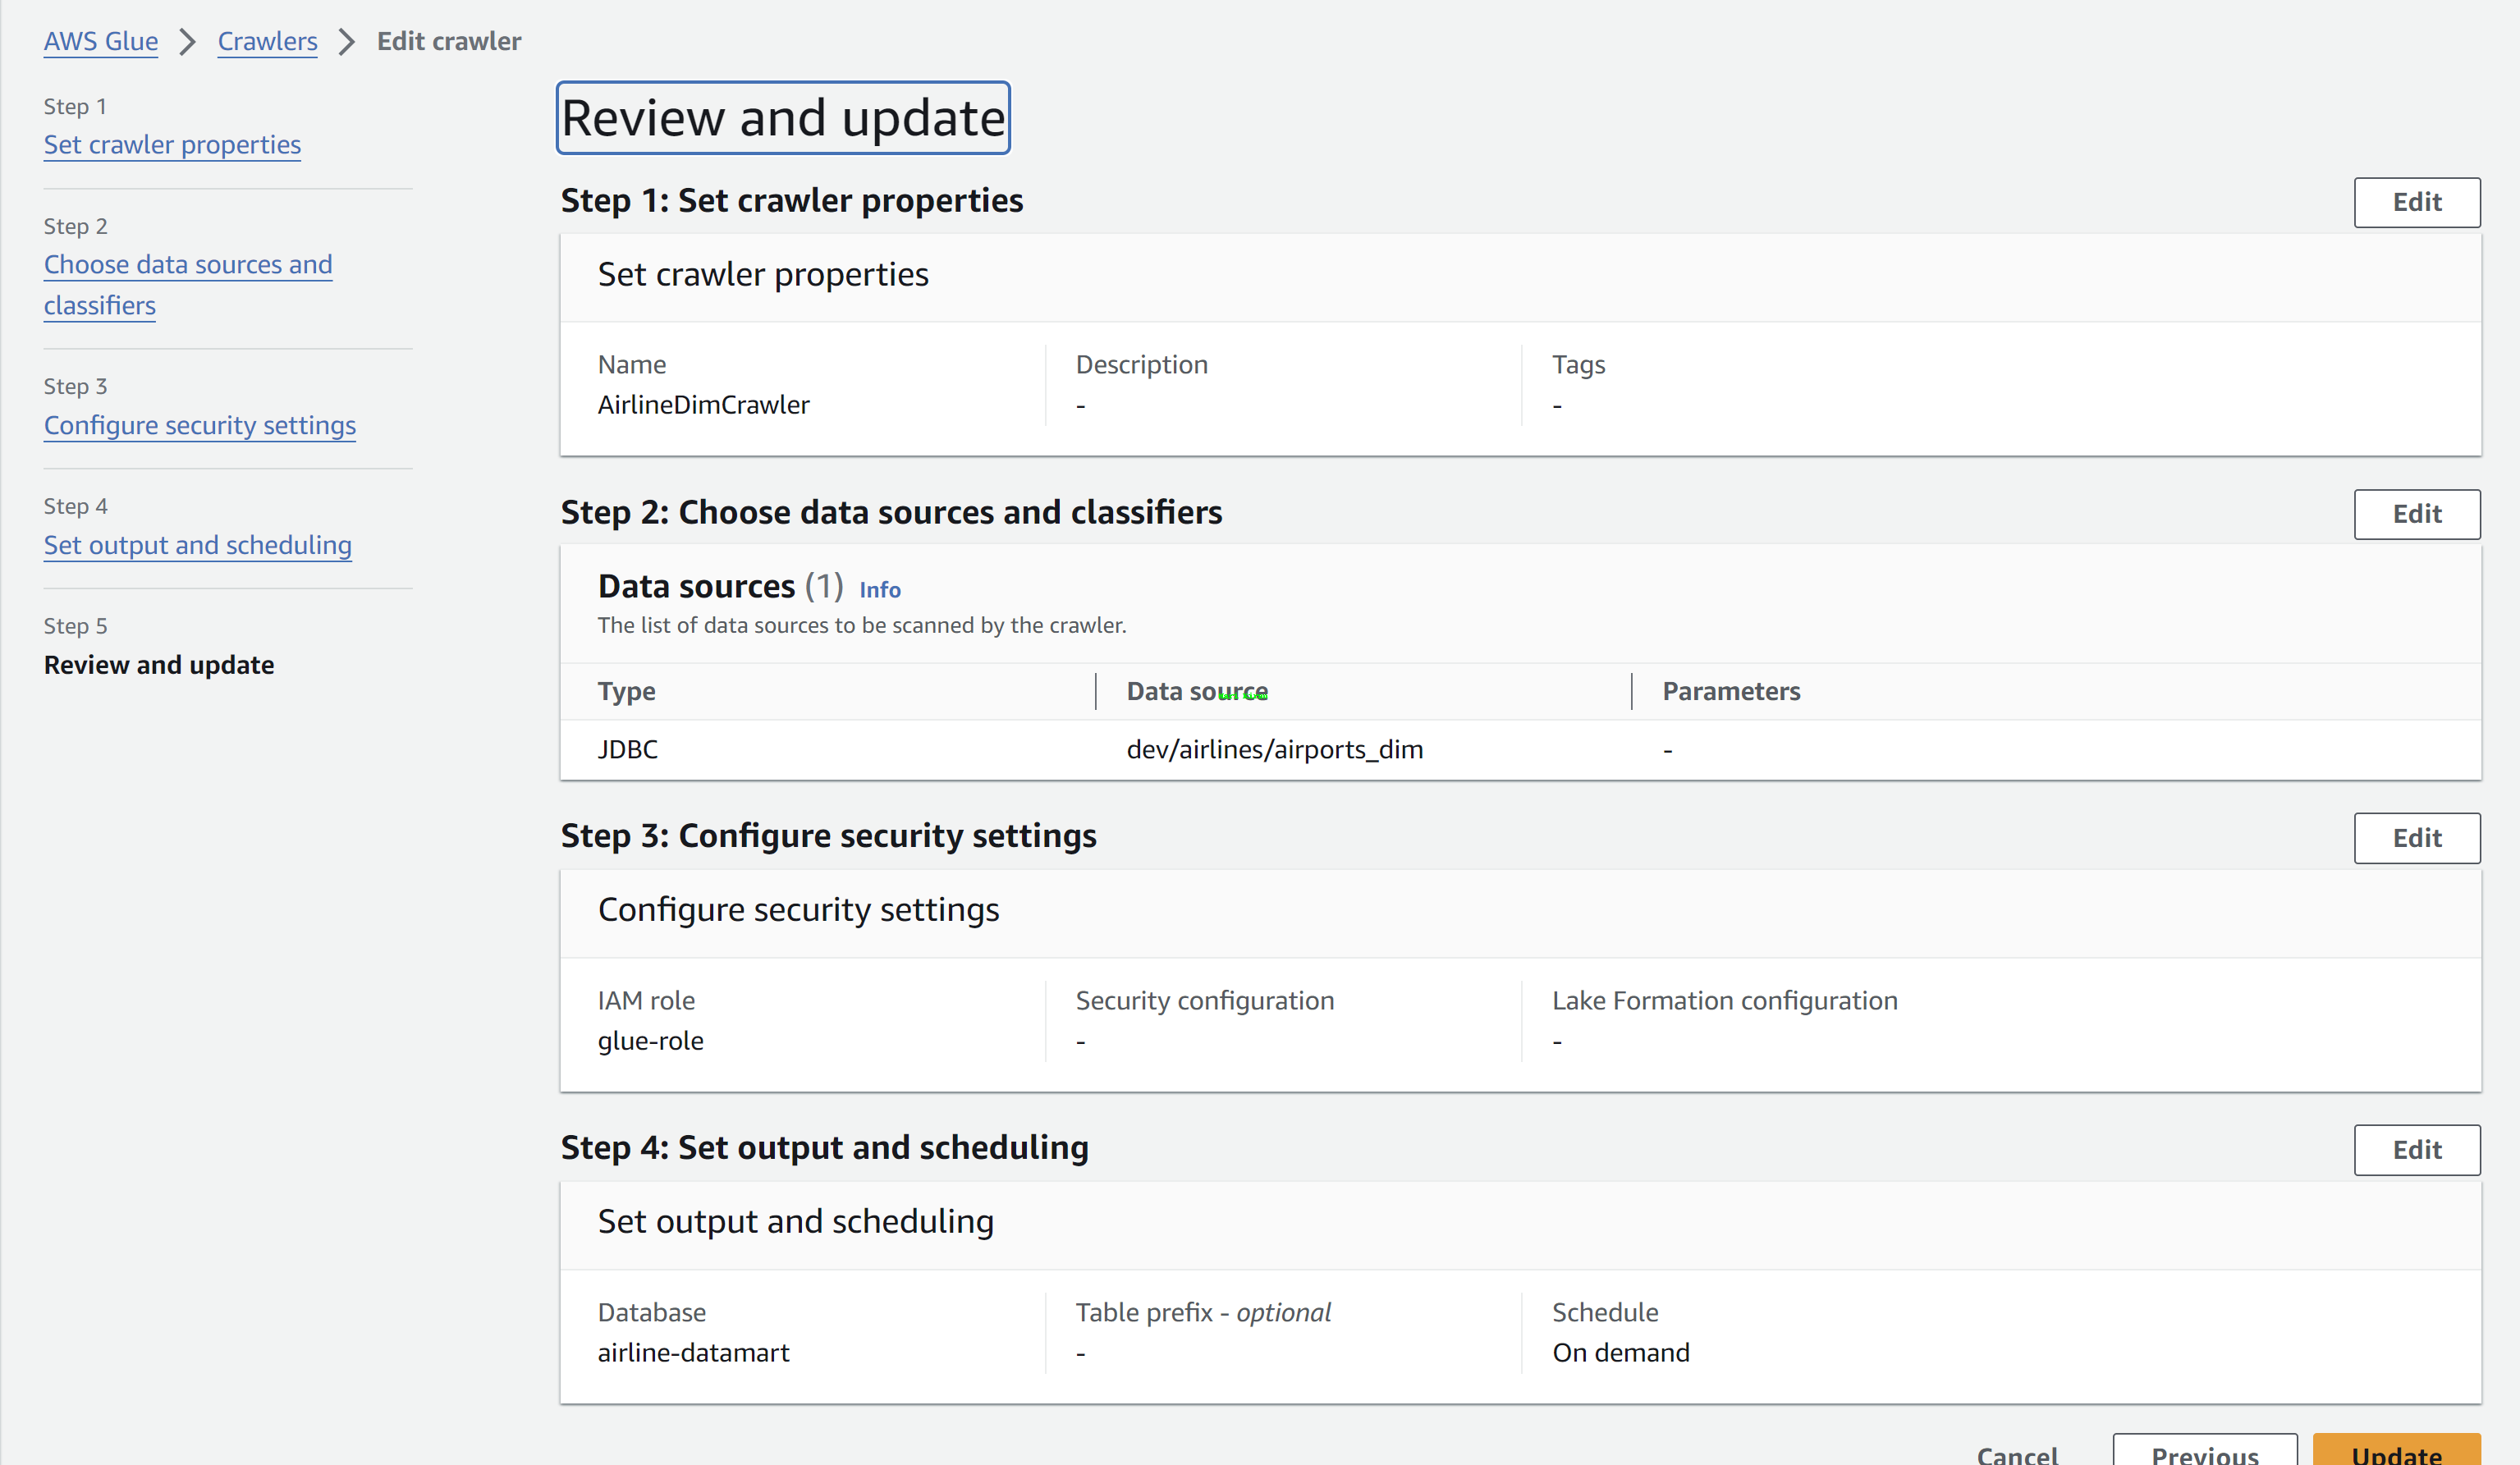 AWS Glue > Crawlers > Edit crawler
Step 1
Set crawler properties
Step 2
Choose data sources and
classifiers
Step 3
Configure security settings
Step 4
Set output and scheduling
Step 5
Review and update
Review and update
Step 1: Set crawler properties Edit
Set crawler properties
Name Description Tags
AirlineDimCrawler - -
Step 2: Choose data sources and classifiers Edit
Data sources (1) Info
The list of data sources to be scanned by the crawler.
Type Data source Parameters
JDBC dev/airlines/airports_dim -
Step 3: Configure security settings Edit
Configure security settings
IAM role Security configuration Lake Formation configuration
glue-role - -
Step 4: Set output and scheduling Edit
Set output and scheduling
Database Table prefix - optional Schedule
airline-datamart - On demand
Cancel Previous Update